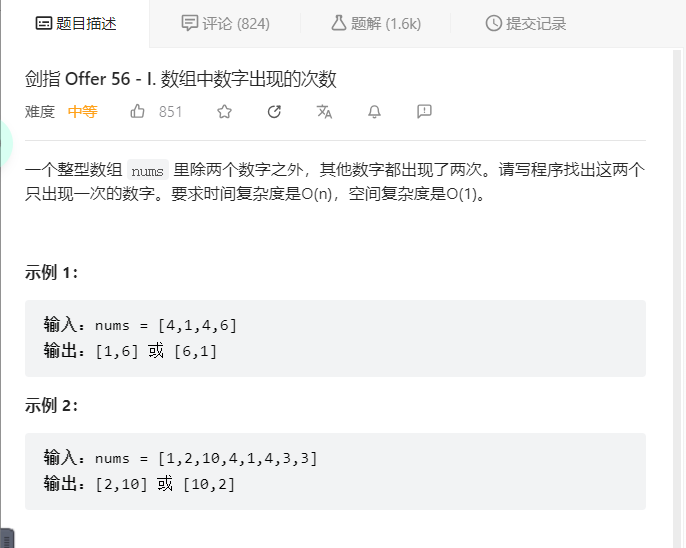 题目描述 评论 (824) 题解 (1.6k) 提交记录
剑指 Offer 56 - I. 数组中数字出现的次数
难度 中等 851
一个整型数组 nums 里除两个数字之外，其他数字都出现了两次。请写程序找出这两个
只出现一次的数字。要求时间复杂度是O(n)，空间复杂度是O(1)。
示例 1：
输入：nums = [4,1,4,6]
输出：[1,6] 或 [6,1]
示例 2：
输入：nums = [1,2,10,4,1,4,3,3]
输出：[2,10] 或 [10,2]